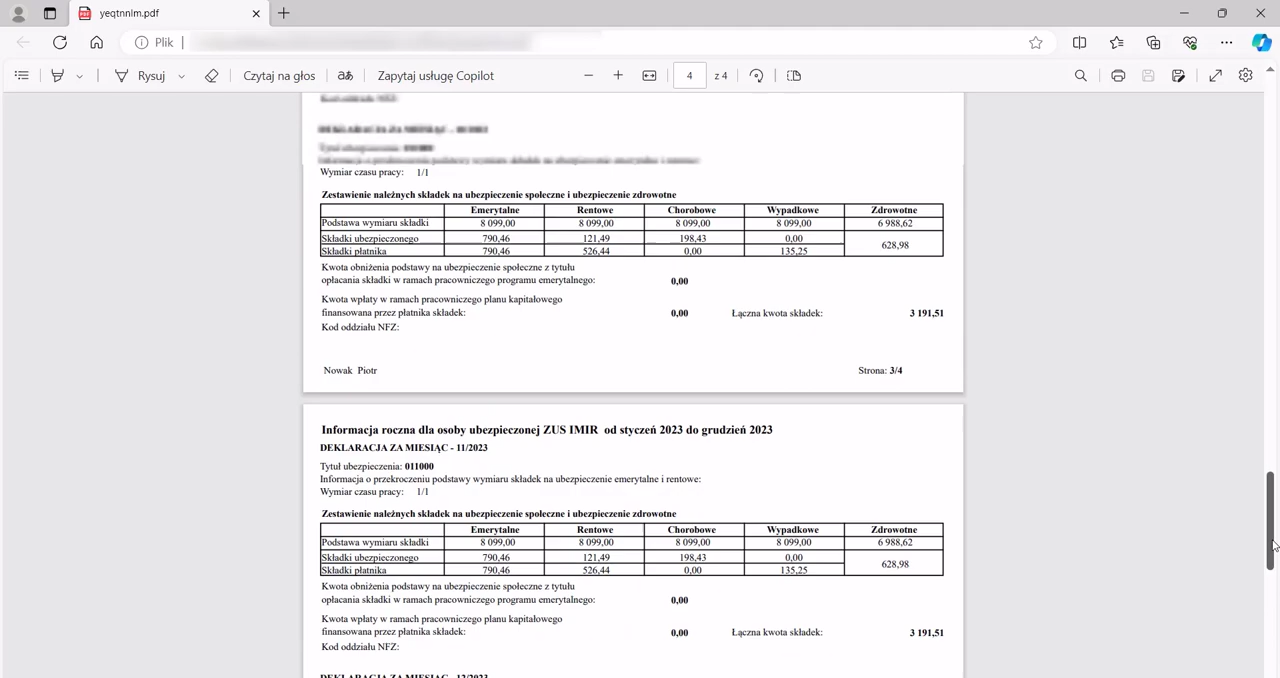 yeqtnnlm.pdf
Plik
Rysuj Czytaj na głos aあ Zapytaj usługę Copilot 4 z 4
Wymiar czasu pracy: 1/1
Zestawienie należnych składek na ubezpieczenie społeczne i ubezpieczenie zdrowotne
Emerytalne Rentowe Chorobowe Wypadkowe Zdrowotne
Podstawa wymiaru składki 8 099,00 8 099,00 8 099,00 8 099,00 6 988,62
Składki ubezpieczonego 790,46 121,49 198,43 0,00 628,98
Składki płatnika 790,46 526,44 0,00 135,25
Kwota obniżenia podstawy na ubezpieczenie społeczne z tytułu
opłacania składki w ramach pracowniczego programu emerytalnego: 0,00
Kwota wpłaty w ramach pracowniczego planu kapitałowego
finansowana przez płatnika składek: 0,00 Łączna kwota składek: 3 191,51
Kod oddziału NFZ:
Nowak Piotr Strona: 3/4
Informacja roczna dla osoby ubezpieczonej ZUS IMIR od styczeń 2023 do grudzień 2023
DEKLARACJA ZA MIESIĄC - 11/2023
Tytuł ubezpieczenia: 011000
Informacja o przekroczeniu podstawy wymiaru składek na ubezpieczenie emerytalne i rentowe:
Wymiar czasu pracy: 1/1
Zestawienie należnych składek na ubezpieczenie społeczne i ubezpieczenie zdrowotne
Emerytalne Rentowe Chorobowe Wypadkowe Zdrowotne
Podstawa wymiaru składki 8 099,00 8 099,00 8 099,00 8 099,00 6 988,62
Składki ubezpieczonego 790,46 121,49 198,43 0,00 628,98
Składki płatnika 790,46 526,44 0,00 135,25
Kwota obniżenia podstawy na ubezpieczenie społeczne z tytułu
opłacania składki w ramach pracowniczego programu emerytalnego: 0,00
Kwota wpłaty w ramach pracowniczego planu kapitałowego
finansowana przez płatnika składek: 0,00 Łączna kwota składek: 3 191,51
Kod oddziału NFZ:
DEKLARACJA ZA MIESIĄC - 12/2023